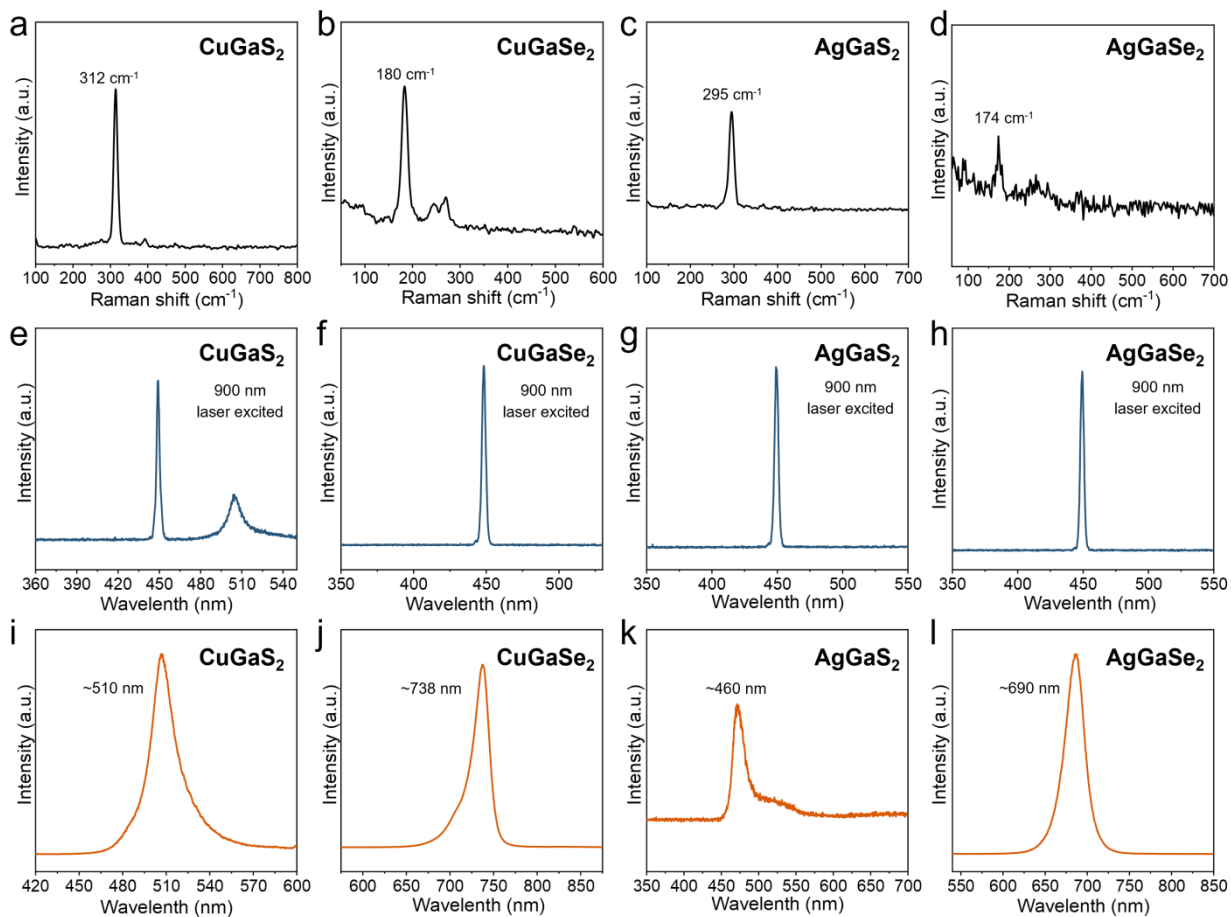 a
CuGaS₂
312 cm⁻¹
Intensity (a.u.)
100 200 300 400 500 600 700 800
Raman shift (cm⁻¹)
b
CuGaSe₂
180 cm⁻¹
Intensity (a.u.)
100 200 300 400 500 600
Raman shift (cm⁻¹)
c
AgGaS₂
295 cm⁻¹
Intensity (a.u.)
100 200 300 400 500 600 700
Raman shift (cm⁻¹)
d
AgGaSe₂
174 cm⁻¹
Intensity (a.u.)
100 200 300 400 500 600 700
Raman shift (cm⁻¹)
e
CuGaS₂
900 nm
laser excited
Intensity (a.u.)
360 390 420 450 480 510 540
Wavelenth (nm)
f
CuGaSe₂
900 nm
laser excited
Intensity (a.u.)
350 400 450 500
Wavelenth (nm)
g
AgGaS₂
900 nm
laser excited
Intensity (a.u.)
350 400 450 500 550
Wavelenth (nm)
h
AgGaSe₂
900 nm
laser excited
Intensity (a.u.)
350 400 450 500 550
Wavelenth (nm)
i
CuGaS₂
~510 nm
Intensity (a.u.)
420 450 480 510 540 570 600
Wavelenth (nm)
j
CuGaSe₂
~738 nm
Intensity (a.u.)
600 650 700 750 800 850
Wavelenth (nm)
k
AgGaS₂
~460 nm
Intensity (a.u.)
350 400 450 500 550 600 650 700
Wavelenth (nm)
l
AgGaSe₂
~690 nm
Intensity (a.u.)
550 600 650 700 750 800 850
Wavelenth (nm)